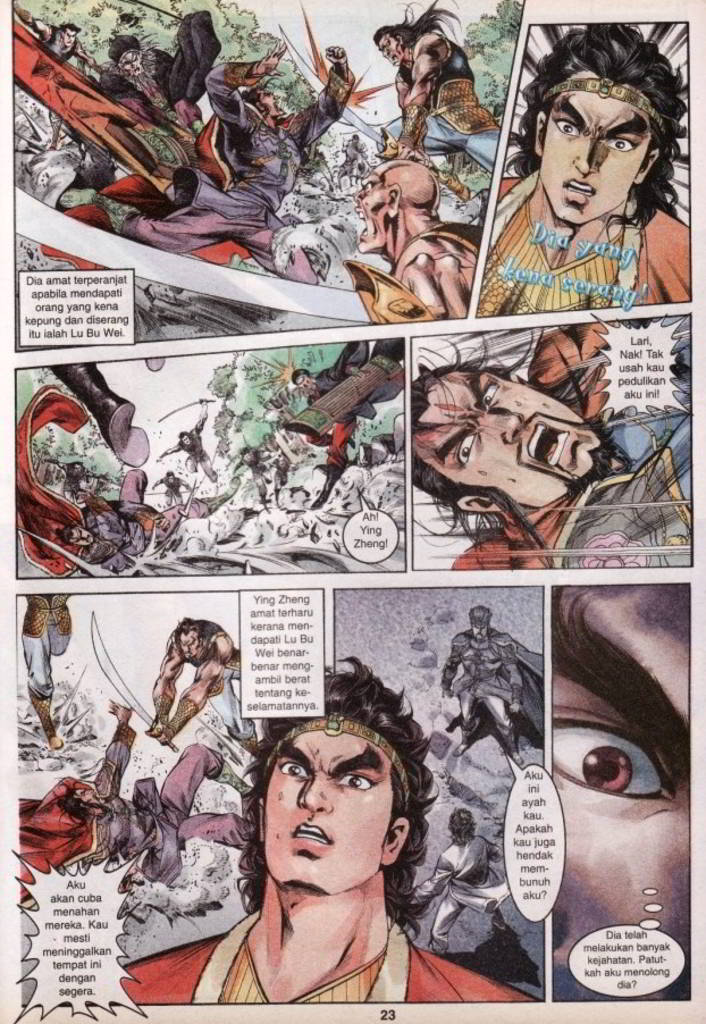 Dia amat terperanjat
apabila mendapati
orang yang kena
kepung dan diserang
itu ialah Lu Bu Wei.
Dia yang
kena serang!
Ah!
Ying
Zheng!
Lari,
Nak! Tak
usah kau
pedulikan
aku ini!
Ying Zheng
amat terharu
kerana men-
dapati Lu Bu
Wei benar-
benar meng-
ambil berat
tentang ke-
selamatannya.
Aku
akan cuba
menahan
mereka. Kau
mesti
meninggalkan
tempat ini
dengan
segera.
Aku
ini
ayah
kau.
Apakah
kau juga
hendak
mem-
bunuh
aku?
Dia telah
melakukan banyak
kejahatan. Patut-
kah aku menolong
dia?
23